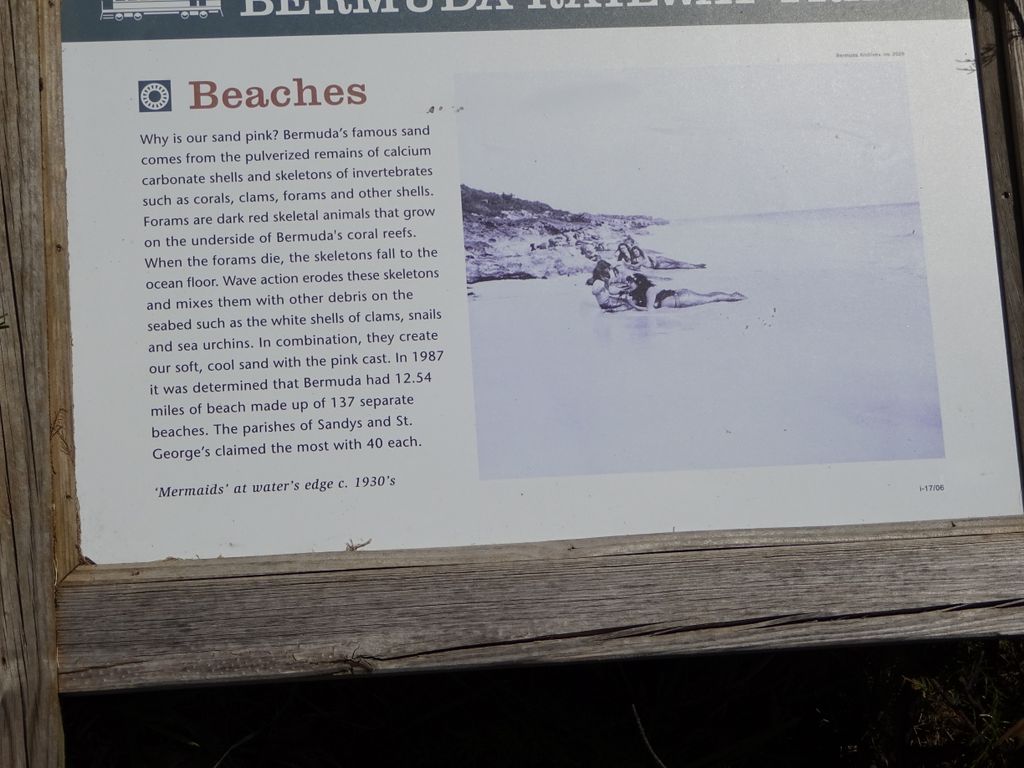 BERMUDA RAILWAY
Beaches
Why is our sand pink? Bermuda's famous sand
comes from the pulverized remains of calcium
carbonate shells and skeletons of invertebrates
such as corals, clams, forams and other shells.
Forams are dark red skeletal animals that grow
on the underside of Bermuda's coral reefs.
When the forams die, the skeletons fall to the
ocean floor. Wave action erodes these skeletons
and mixes them with other debris on the
seabed such as the white shells of clams, snails
and sea urchins. In combination, they create
our soft, cool sand with the pink cast. In 1987
it was determined that Bermuda had 12.54
miles of beach made up of 137 separate
beaches. The parishes of Sandys and St.
George's claimed the most with 40 each.
'Mermaids' at water's edge c. 1930's
Bermuda Archives
i-17/06